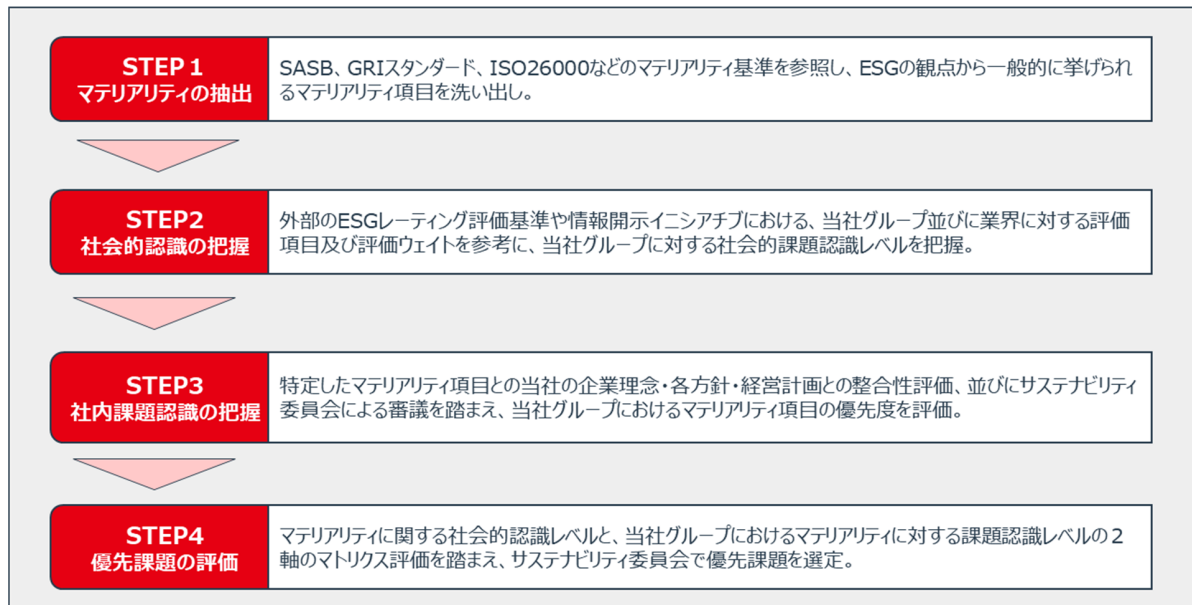 STEP 1
マテリアリティの抽出
SASB、GRIスタンダード、ISO26000などのマテリアリティ基準を参照し、ESGの観点から一般的に挙げられ
るマテリアリティ項目を洗い出し。
STEP2
社会的認識の把握
外部のESGレーティング評価基準や情報開示イニシアチブにおける、当社グループ並びに業界に対する評価
項目及び評価ウェイトを参考に、当社グループに対する社会的課題認識レベルを把握。
STEP3
社内課題認識の把握
特定したマテリアリティ項目との当社の企業理念・各方針・経営計画との整合性評価、並びにサステナビリティ
委員会による審議を踏まえ、当社グループにおけるマテリアリティ項目の優先度を評価。
STEP4
優先課題の評価
マテリアリティに関する社会的認識レベルと、当社グループにおけるマテリアリティに対する課題認識レベルの2
軸のマトリクス評価を踏まえ、サステナビリティ委員会で優先課題を選定。